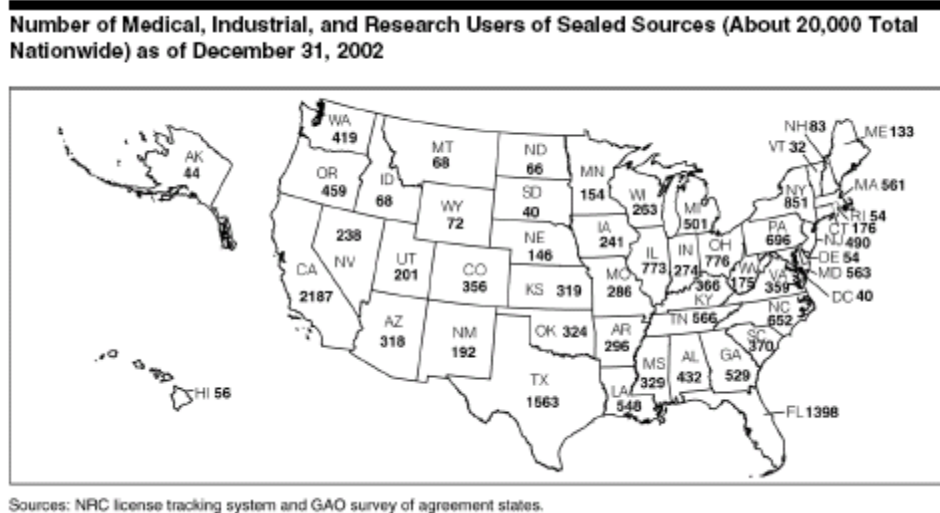 Number of Medical, Industrial, and Research Users of Sealed Sources (About 20,000 Total
Nationwide) as of December 31, 2002
WA
419
OR
459
ID
68
MT
68
ND
66
SD
40
WY
72
NE
146
MN
154
WI
263
MI
501
NY
851
NH 83
VT 32
ME 133
MA 561
RI 54
CT 176
NJ 490
DE 54
MD 563
DC 40
PA
696
OH
776
IN
274
IL
773
IA
241
MO
286
KS 319
CO
356
UT
201
238
NV
CA
2187
AZ
318
NM
192
OK 324
AR
296
TN 566
366
KY
WV
175
VA
359
NC
652
SC
370
GA
529
AL
432
MS
329
LA
548
TX
1563
FL 1398
AK
44
HI 56
Sources: NRC license tracking system and GAO survey of agreement states.